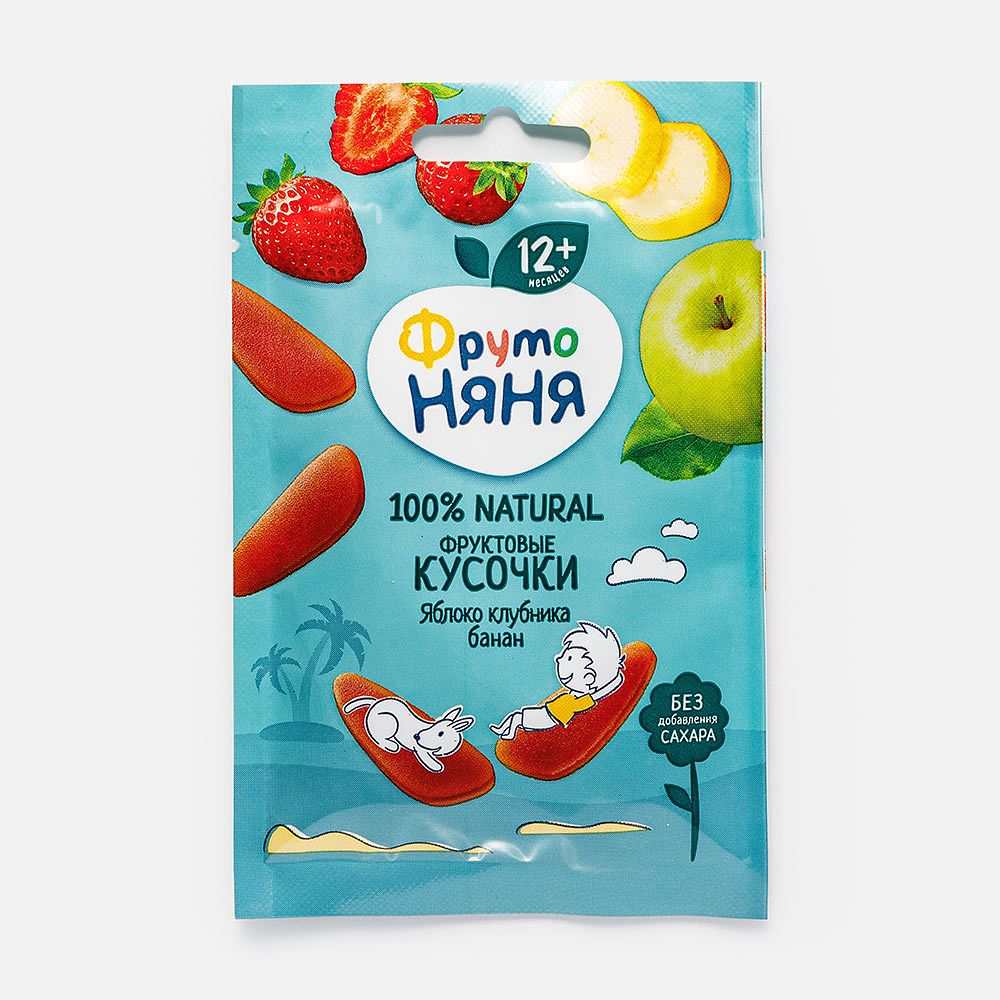 12+
месяцев
Фруто
НЯНЯ
100% NATURAL
ФРУКТОВЫЕ
КУСОЧКИ
Яблоко клубника
банан
БЕЗ
добавления
САХАРА